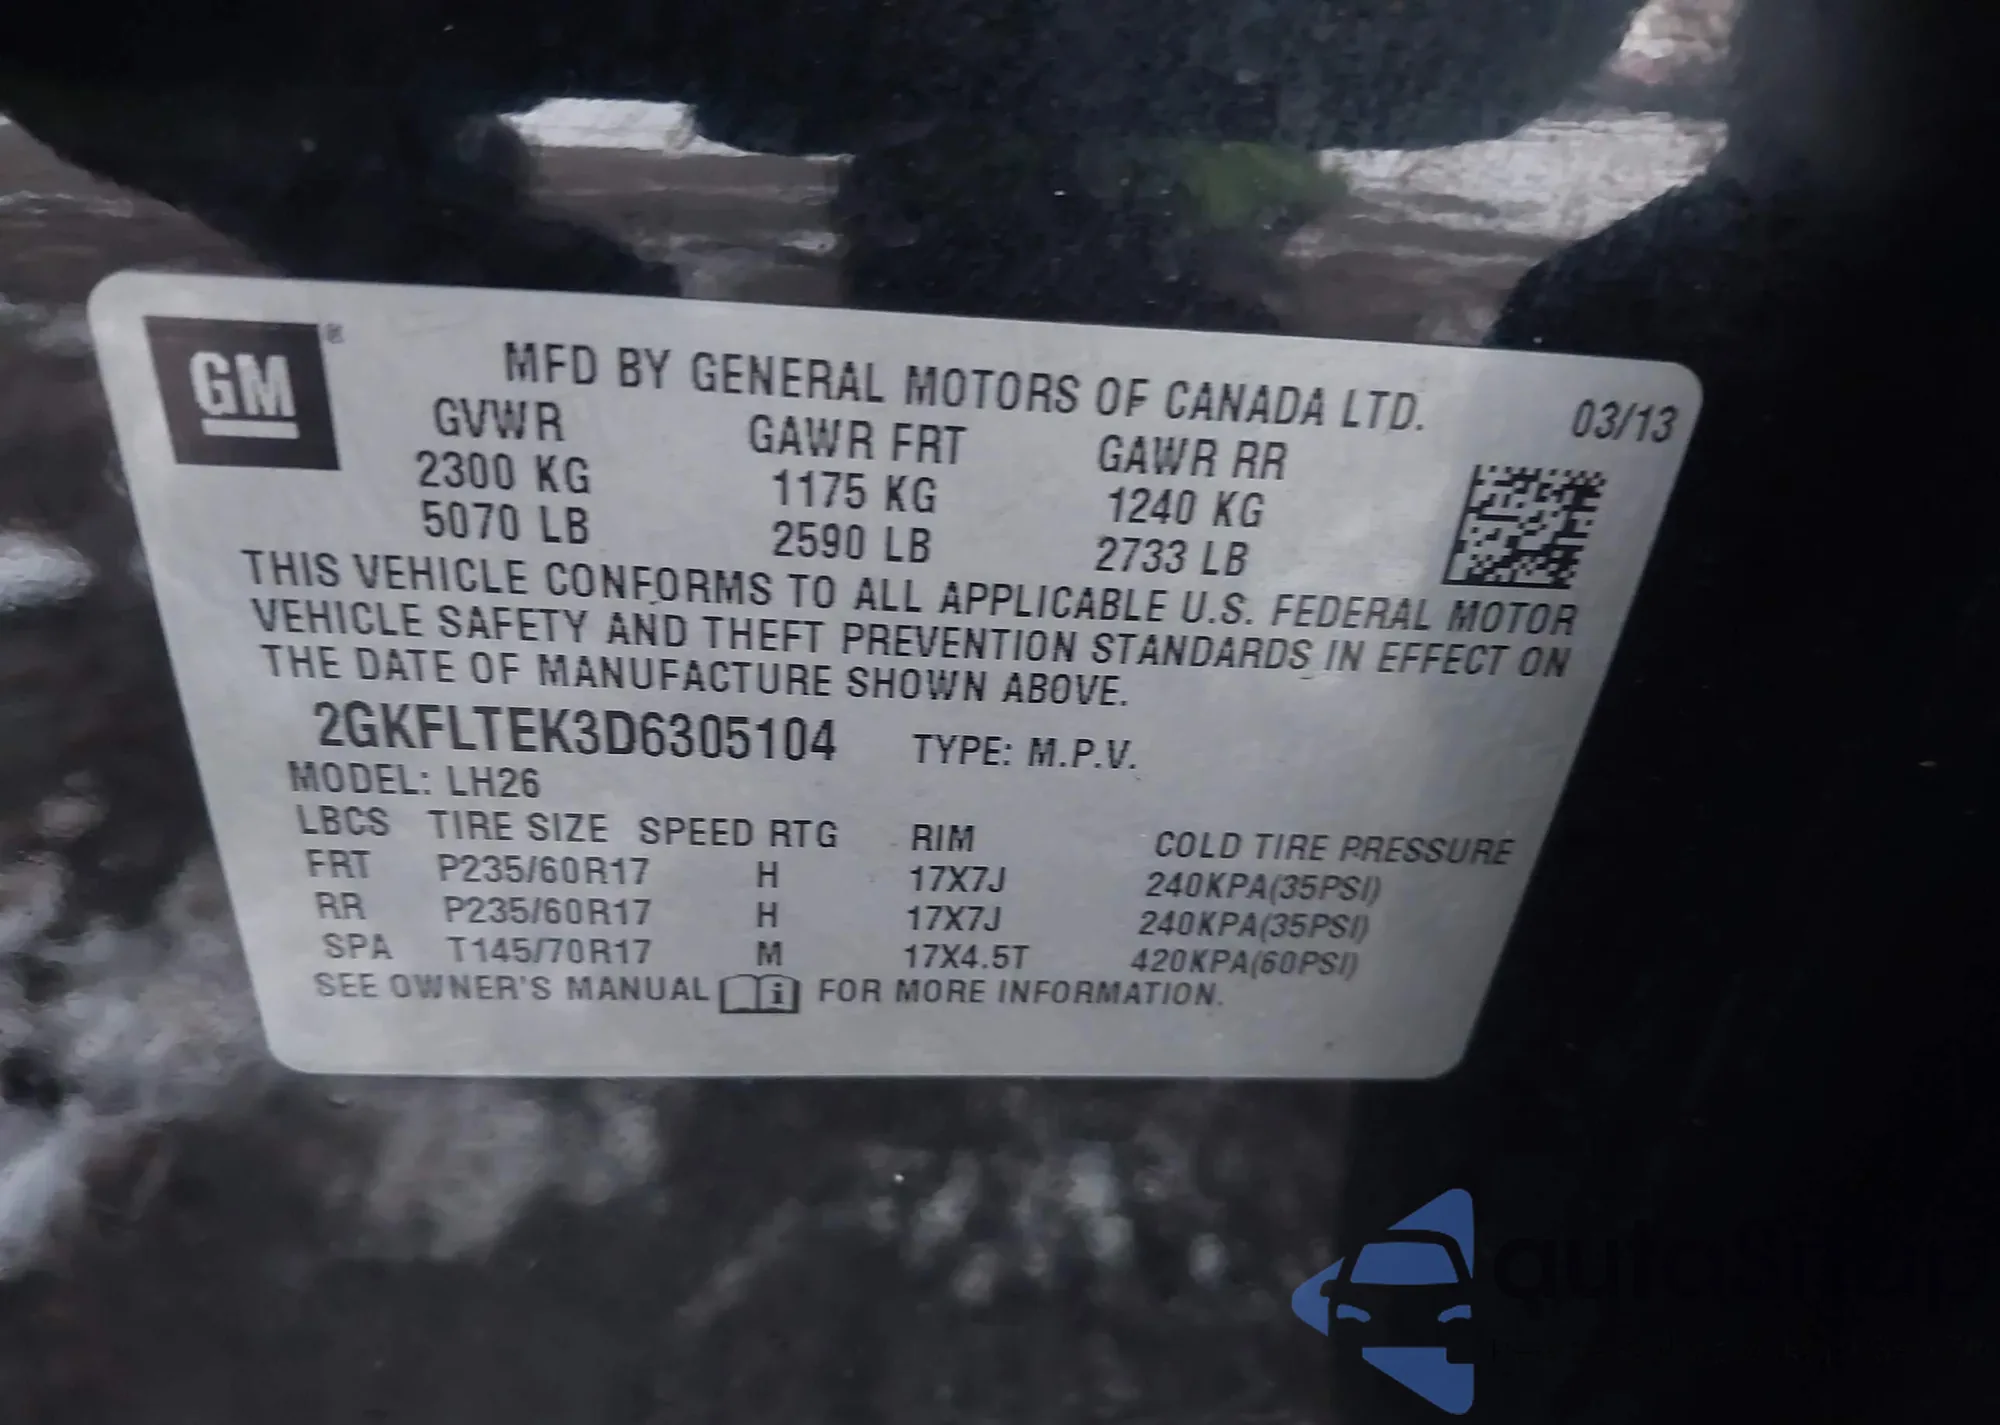 GM®
MFD BY GENERAL MOTORS OF CANADA LTD.
03/13
GVWR GAWR FRT GAWR RR
2300 KG 1175 KG 1240 KG
5070 LB 2590 LB 2733 LB
THIS VEHICLE CONFORMS TO ALL APPLICABLE U.S. FEDERAL MOTOR
VEHICLE SAFETY AND THEFT PREVENTION STANDARDS IN EFFECT ON
THE DATE OF MANUFACTURE SHOWN ABOVE.
2GKFLTEK3D6305104 TYPE: M.P.V.
MODEL: LH26
LBCS TIRE SIZE SPEED RTG RIM COLD TIRE PRESSURE
FRT P235/60R17 H 17X7J 240KPA(35PSI)
RR P235/60R17 H 17X7J 240KPA(35PSI)
SPA T145/70R17 M 17X4.5T 420KPA(60PSI)
SEE OWNER'S MANUAL i FOR MORE INFORMATION.